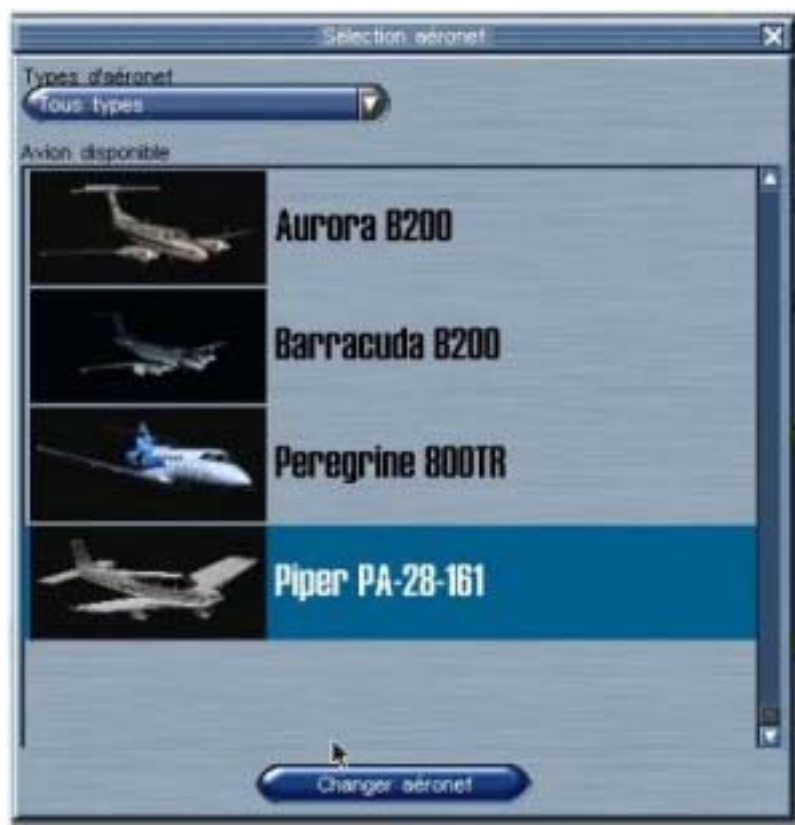 Sélection aéronef
Types d'aéronef
Tous types
Avion disponible
Aurora B200
Barracuda B200
Peregrine 800TR
Piper PA-28-161
Changer aéronef